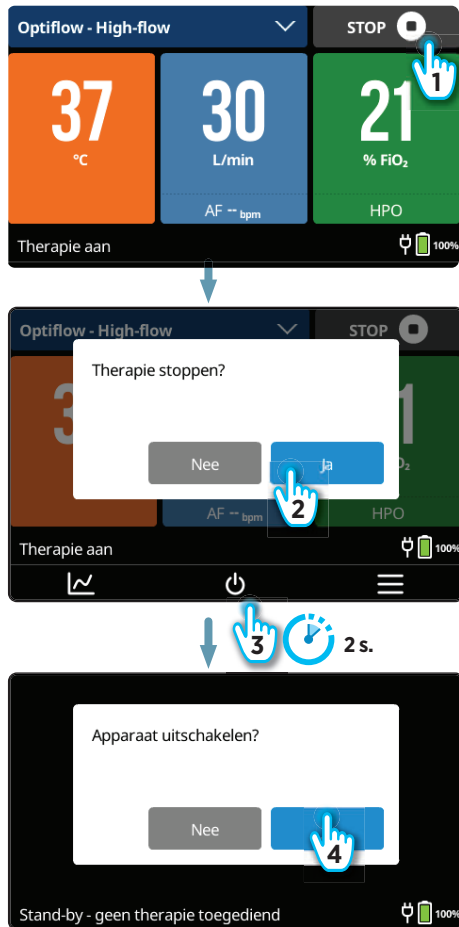 Optiflow - High-flow STOP
1
37 30 21
°C L/min % FiO₂
AF -- bpm HPO
Therapie aan 100%
Optiflow - High-flow STOP
Therapie stoppen?
Nee Ja
2
AF -- bpm HPO
Therapie aan 100%
3 2 s.
Apparaat uitschakelen?
Nee
4
Stand-by - geen therapie toegediend 100%